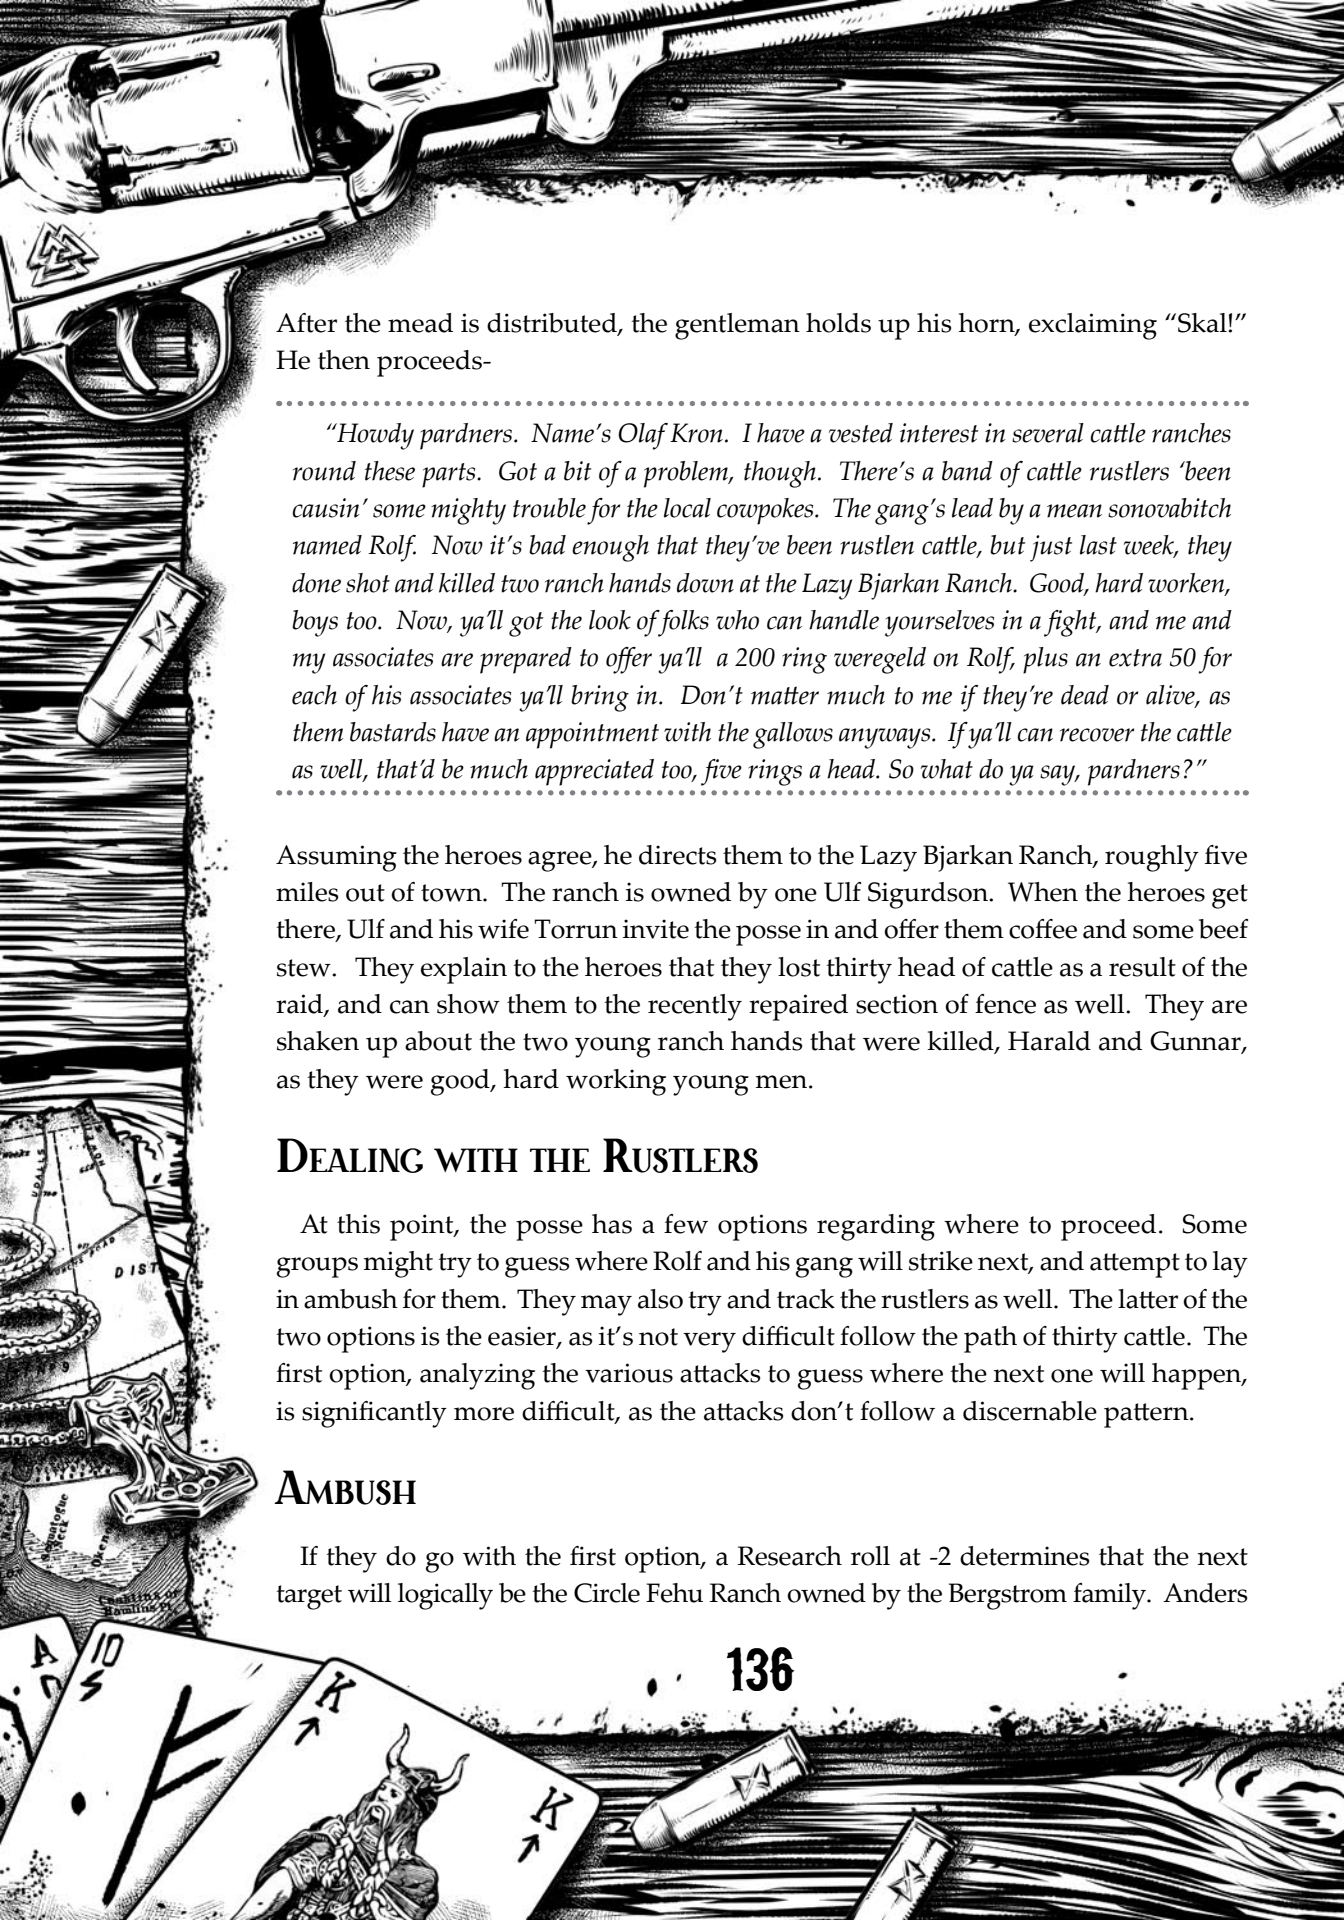 After the mead is distributed, the gentleman holds up his horn, exclaiming “Skal!”
He then proceeds-
“Howdy pardners.  Name’s Olaf Kron.  I have a vested interest in several cattle ranches
round these parts.  Got a bit of a problem, though.  There’s a band of cattle rustlers ‘been
causin’ some mighty trouble for the local cowpokes.  The gang’s lead by a mean sonovabitch
named Rolf.  Now it’s bad enough that they’ve been rustlen cattle, but just last week, they
done shot and killed two ranch hands down at the Lazy Bjarkan Ranch.  Good, hard worken,
boys too.  Now, ya’ll got the look of folks who can handle yourselves in a fight, and me and
my associates are prepared to offer ya’ll  a 200 ring weregeld on Rolf, plus an extra 50 for
each of his associates ya’ll bring in.  Don’t matter much to me if they’re dead or alive, as
them bastards have an appointment with the gallows anyways.  If ya’ll can recover the cattle
as well, that’d be much appreciated too, five rings a head. So what do ya say, pardners?”
Assuming the heroes agree, he directs them to the Lazy Bjarkan Ranch, roughly five
miles out of town.  The ranch is owned by one Ulf Sigurdson.  When the heroes get
there, Ulf and his wife Torrun invite the posse in and offer them coffee and some beef
stew.  They explain to the heroes that they lost thirty head of cattle as a result of the
raid, and can show them to the recently repaired section of fence as well.  They are
shaken up about the two young ranch hands that were killed, Harald and Gunnar,
as they were good, hard working young men.
Dealing with the Rustlers
At this point, the posse has a few options regarding where to proceed.  Some
groups might try to guess where Rolf and his gang will strike next, and attempt to lay
in ambush for them.  They may also try and track the rustlers as well.  The latter of the
two options is the easier, as it’s not very difficult follow the path of thirty cattle.  The
first option, analyzing the various attacks to guess where the next one will happen,
is significantly more difficult, as the attacks don’t follow a discernable pattern.
Ambush
If they do go with the first option, a Research roll at -2 determines that the next
target will logically be the Circle Fehu Ranch owned by the Bergstrom family.  Anders
136
DIST
A
10
K
K